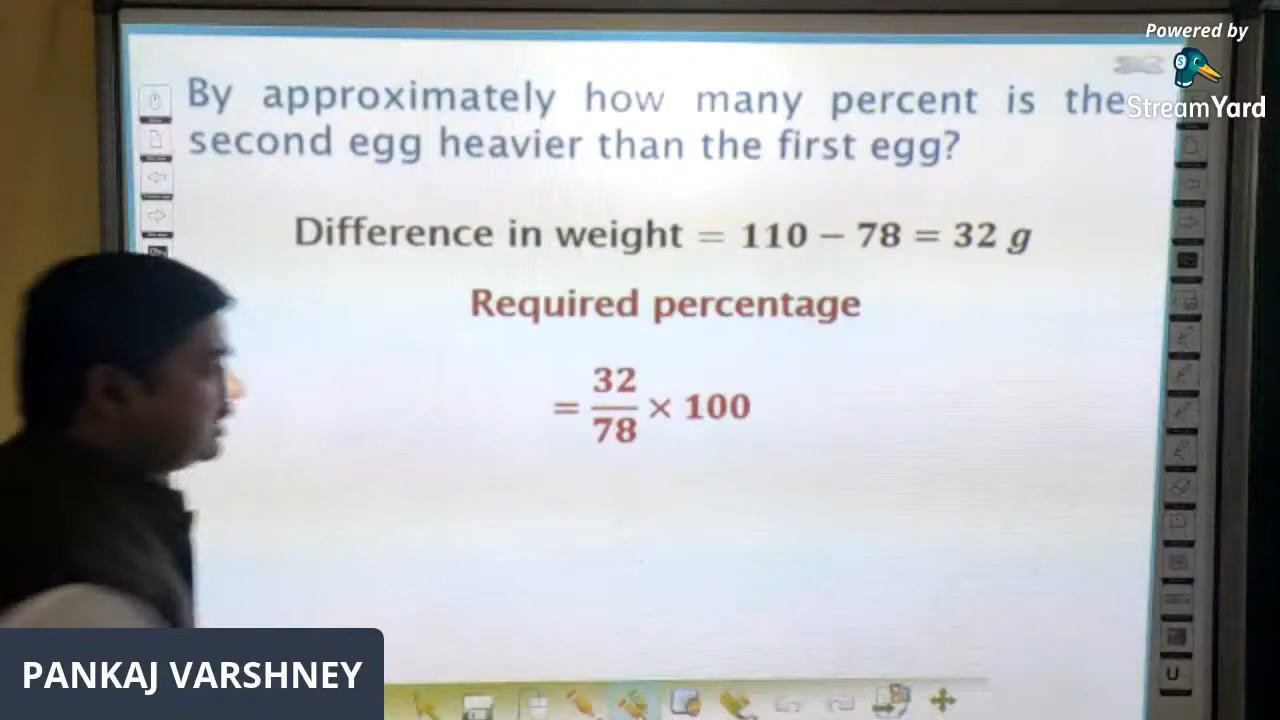 Powered by
StreamYard
By approximately how many percent is the
second egg heavier than the first egg?
Difference in weight = 110 − 78 = 32 g
Required percentage
= 32/78 × 100
U
PANKAJ VARSHNEY